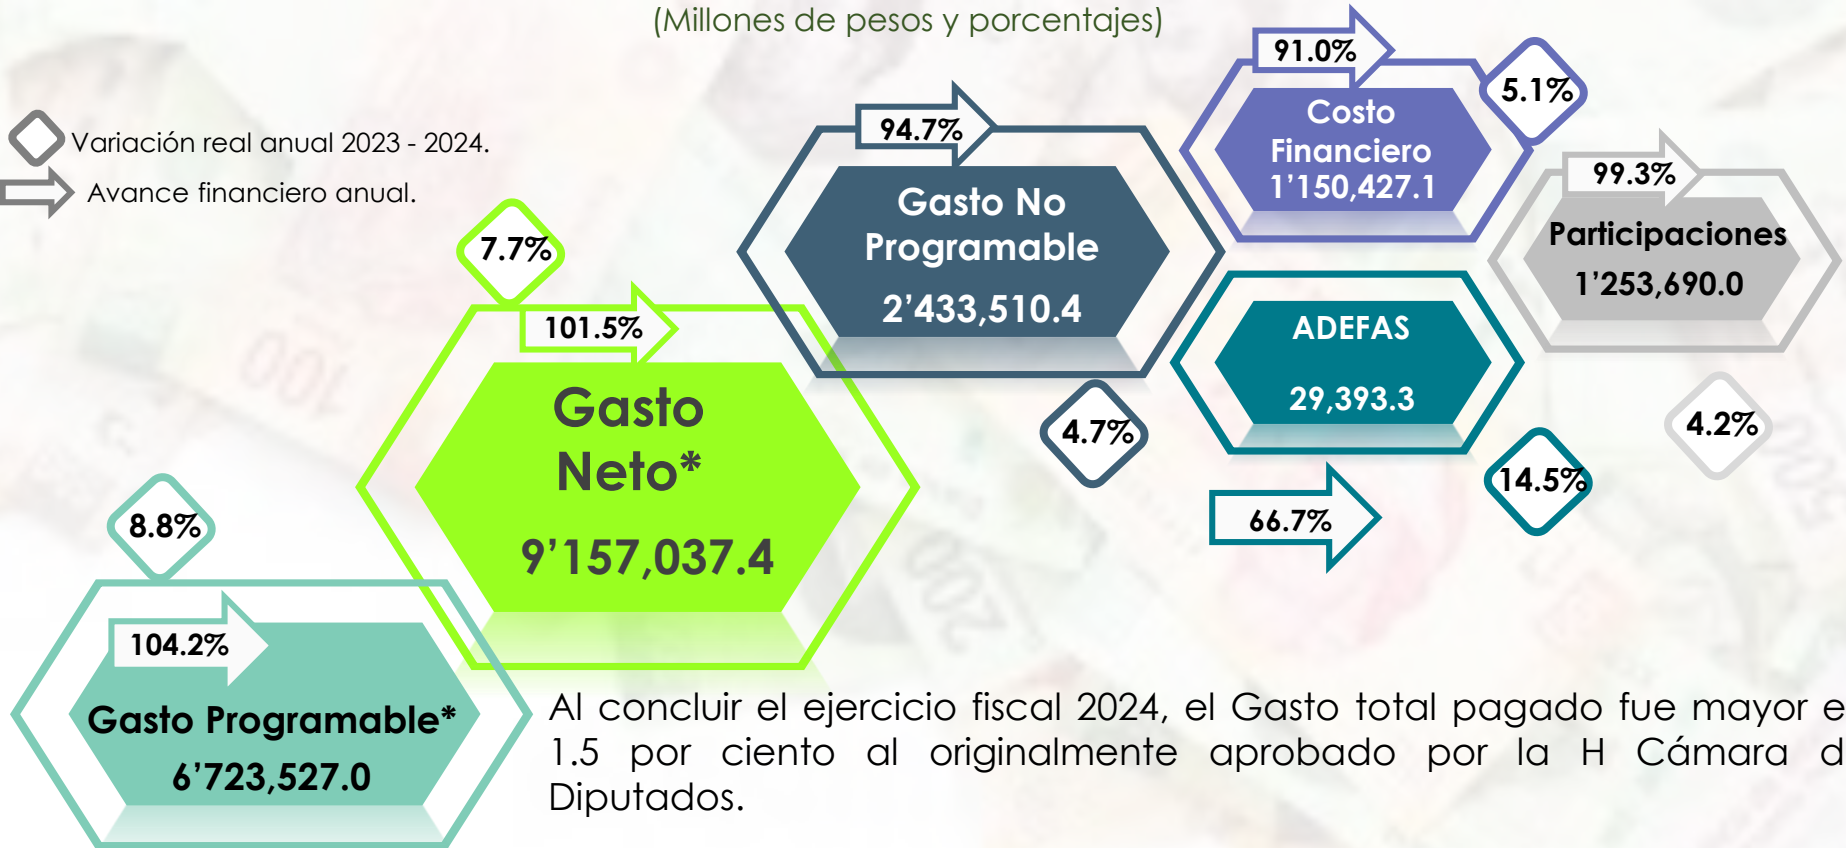 (Millones de pesos y porcentajes)
Variación real anual 2023 - 2024.
Avance financiero anual.
91.0%
5.1%
Costo
Financiero
1’150,427.1
94.7%
Gasto No
Programable
2’433,510.4
4.7%
99.3%
Participaciones
1’253,690.0
4.2%
ADEFAS
29,393.3
14.5%
66.7%
7.7%
101.5%
Gasto
Neto*
9’157,037.4
8.8%
104.2%
Gasto Programable*
6’723,527.0
Al concluir el ejercicio fiscal 2024, el Gasto total pagado fue mayor e
1.5 por ciento al originalmente aprobado por la H Cámara d
Diputados.
100
200